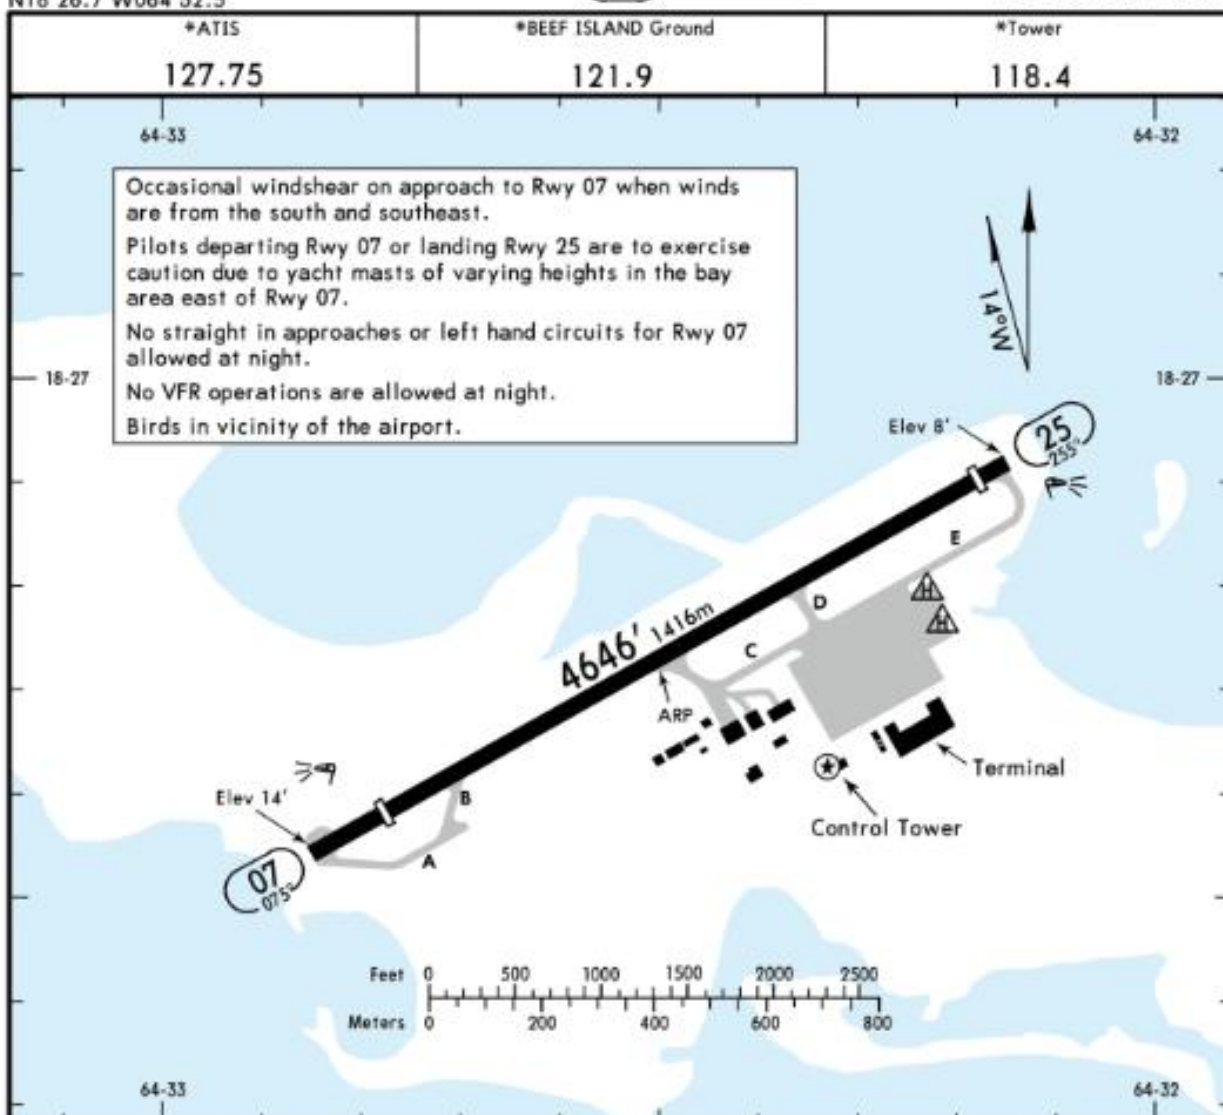 N18 26.7 W064 32.5
*ATIS
*BEEF ISLAND Ground
*Tower
127.75
121.9
118.4
64-33
64-32
Occasional windshear on approach to Rwy 07 when winds
are from the south and southeast.
Pilots departing Rwy 07 or landing Rwy 25 are to exercise
caution due to yacht masts of varying heights in the bay
area east of Rwy 07.
No straight in approaches or left hand circuits for Rwy 07
allowed at night.
No VFR operations are allowed at night.
Birds in vicinity of the airport.
14°W
18-27
18-27
Elev 8'
25
255°
E
H
H
D
C
4646' 1416m
ARP
Terminal
Control Tower
Elev 14'
B
A
07
075°
Feet 0 500 1000 1500 2000 2500
Meters 0 200 400 600 800
64-33
64-32